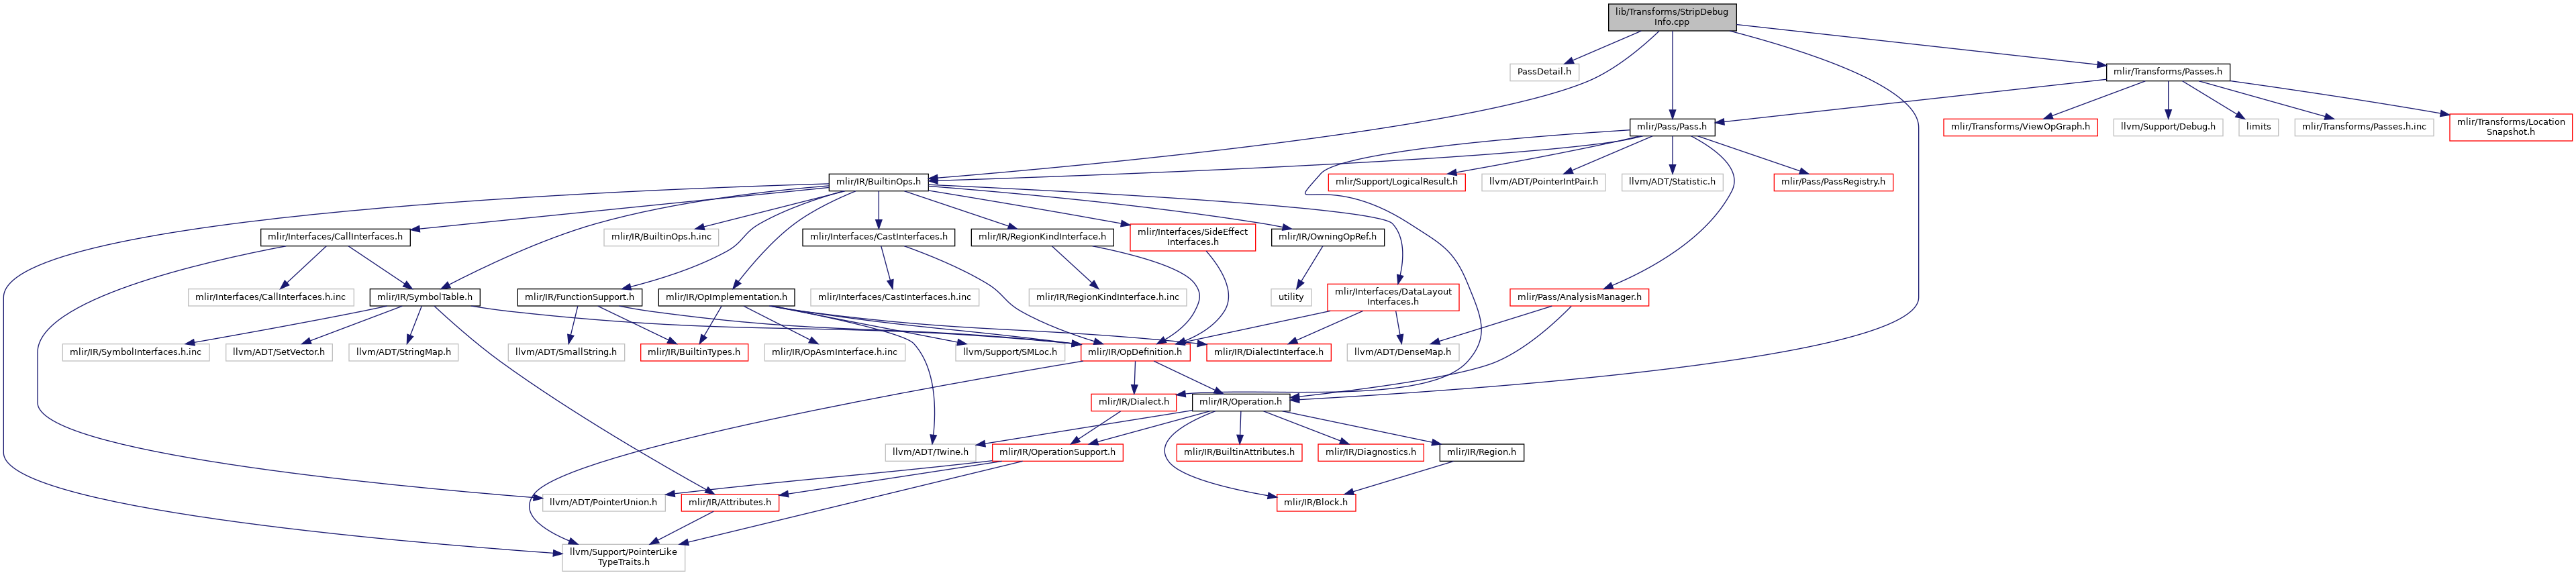 lib/Transforms/StripDebug
Info.cpp
PassDetail.h
mlir/Transforms/Passes.h
mlir/Pass/Pass.h
mlir/Transforms/ViewOpGraph.h
llvm/Support/Debug.h
limits
mlir/Transforms/Passes.h.inc
mlir/Transforms/Location
Snapshot.h
mlir/IR/BuiltinOps.h
mlir/Support/LogicalResult.h
llvm/ADT/PointerIntPair.h
llvm/ADT/Statistic.h
mlir/Pass/PassRegistry.h
mlir/Interfaces/CallInterfaces.h
mlir/IR/BuiltinOps.h.inc
mlir/Interfaces/CastInterfaces.h
mlir/IR/RegionKindInterface.h
mlir/Interfaces/SideEffect
Interfaces.h
mlir/IR/OwningOpRef.h
mlir/Interfaces/CallInterfaces.h.inc
mlir/IR/SymbolTable.h
mlir/IR/FunctionSupport.h
mlir/IR/OpImplementation.h
mlir/Interfaces/CastInterfaces.h.inc
mlir/IR/RegionKindInterface.h.inc
utility
mlir/Interfaces/DataLayout
Interfaces.h
mlir/Pass/AnalysisManager.h
mlir/IR/SymbolInterfaces.h.inc
llvm/ADT/SetVector.h
llvm/ADT/StringMap.h
llvm/ADT/SmallString.h
mlir/IR/BuiltinTypes.h
mlir/IR/OpAsmInterface.h.inc
llvm/Support/SMLoc.h
mlir/IR/OpDefinition.h
mlir/IR/DialectInterface.h
llvm/ADT/DenseMap.h
mlir/IR/Dialect.h
mlir/IR/Operation.h
llvm/ADT/Twine.h
mlir/IR/OperationSupport.h
mlir/IR/BuiltinAttributes.h
mlir/IR/Diagnostics.h
mlir/IR/Region.h
llvm/ADT/PointerUnion.h
mlir/IR/Attributes.h
mlir/IR/Block.h
llvm/Support/PointerLike
TypeTraits.h